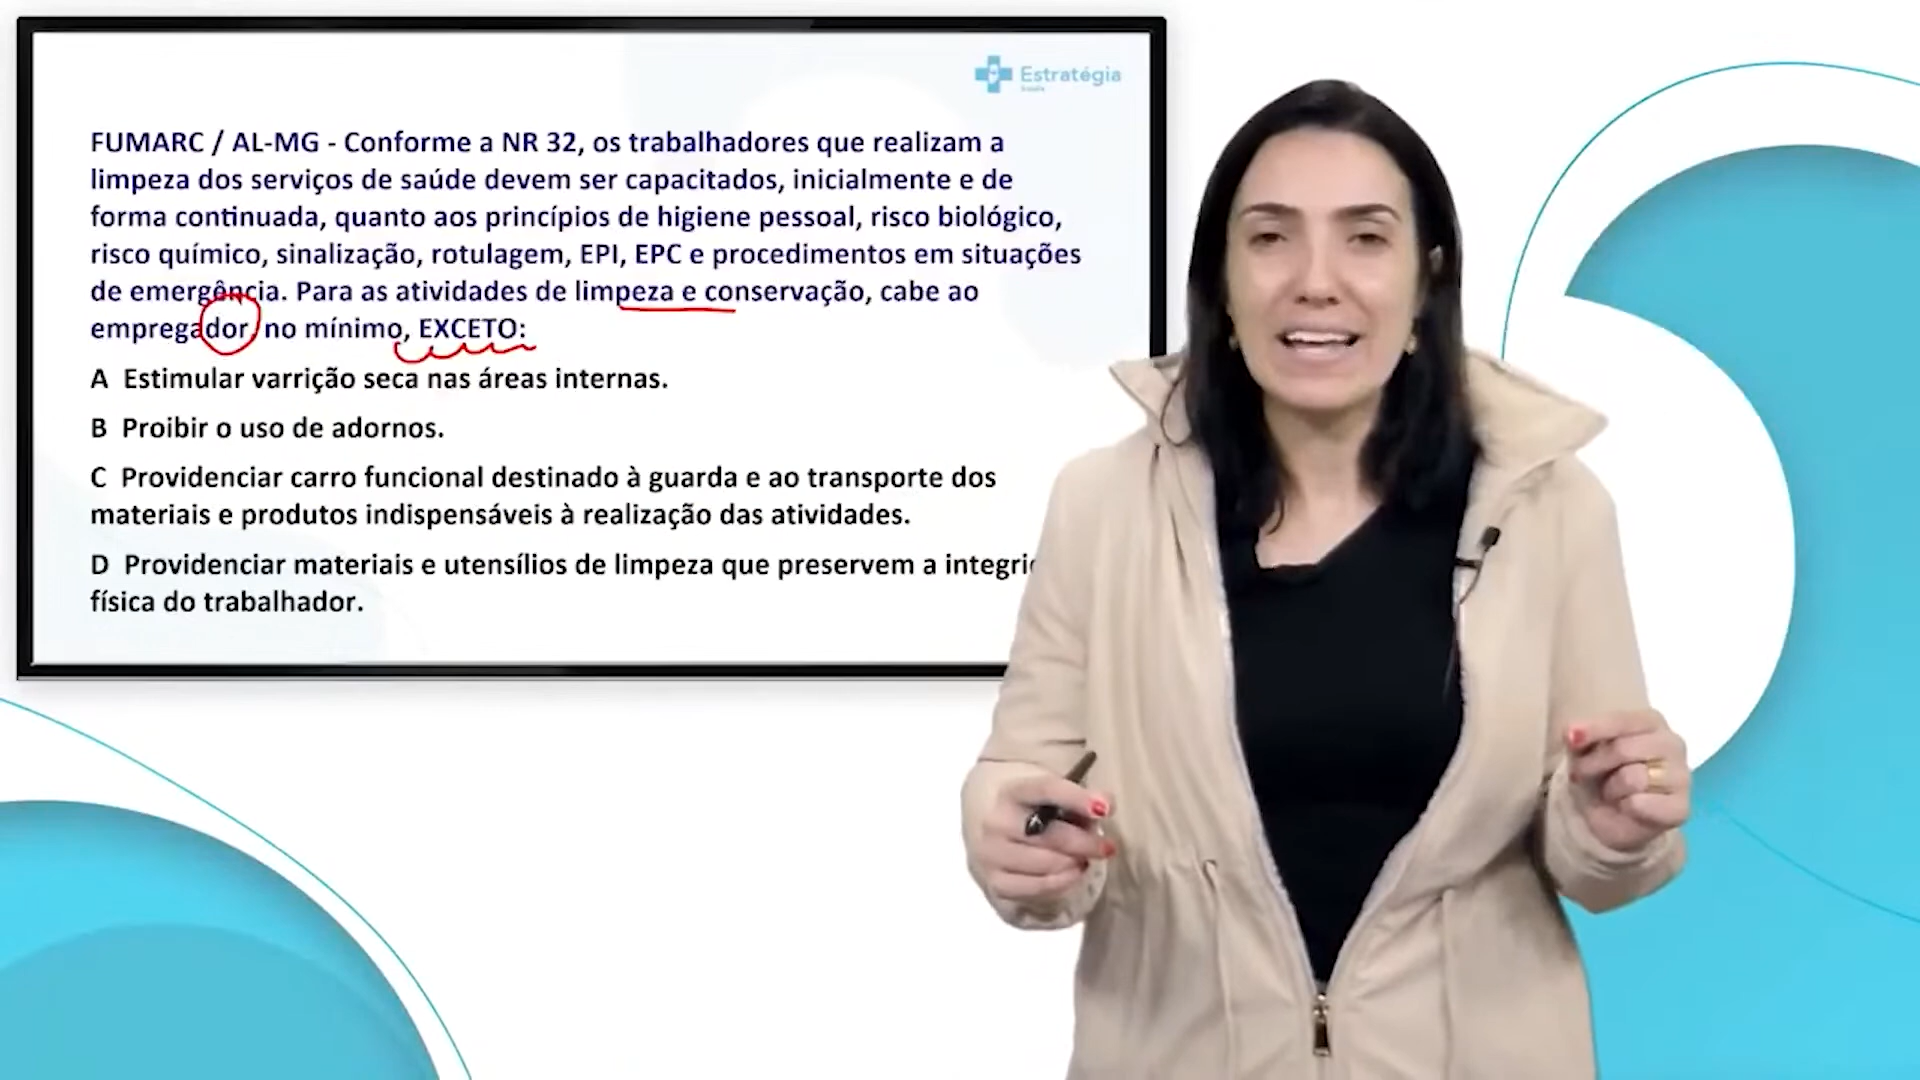 Estratégia
FUMARC / AL-MG - Conforme a NR 32, os trabalhadores que realizam a
limpeza dos serviços de saúde devem ser capacitados, inicialmente e de
forma continuada, quanto aos princípios de higiene pessoal, risco biológico,
risco químico, sinalização, rotulagem, EPI, EPC e procedimentos em situações
de emergência. Para as atividades de limpeza e conservação, cabe ao
empregador, no mínimo, EXCETO:
A Estimular varrição seca nas áreas internas.
B Proibir o uso de adornos.
C Providenciar carro funcional destinado à guarda e ao transporte dos
materiais e produtos indispensáveis à realização das atividades.
D Providenciar materiais e utensílios de limpeza que preservem a
física do trabalhador.